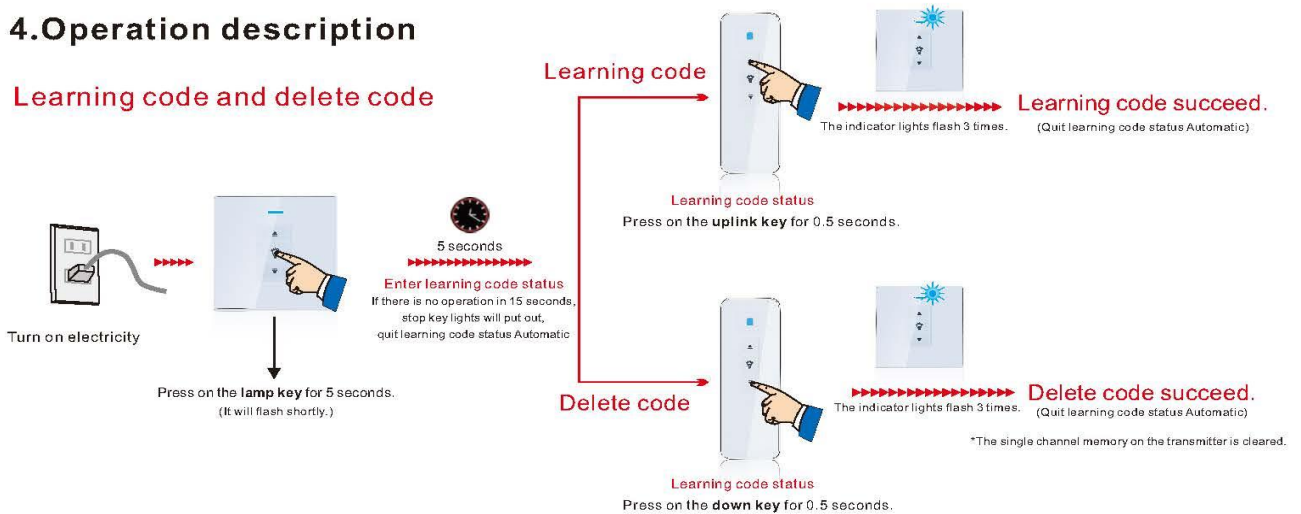 4.Operation description
Learning code and delete code
Turn on electricity
Press on the lamp key for 5 seconds.
(It will flash shortly.)
5 seconds
Enter learning code status
If there is no operation in 15 seconds,
stop key lights will put out,
quit learning code status Automatic
Learning code
Learning code status
Press on the uplink key for 0.5 seconds.
The indicator lights flash 3 times.
Learning code succeed.
(Quit learning code status Automatic)
Delete code
Learning code status
Press on the down key for 0.5 seconds.
The indicator lights flash 3 times.
Delete code succeed.
(Quit learning code status Automatic)
*The single channel memory on the transmitter is cleared.